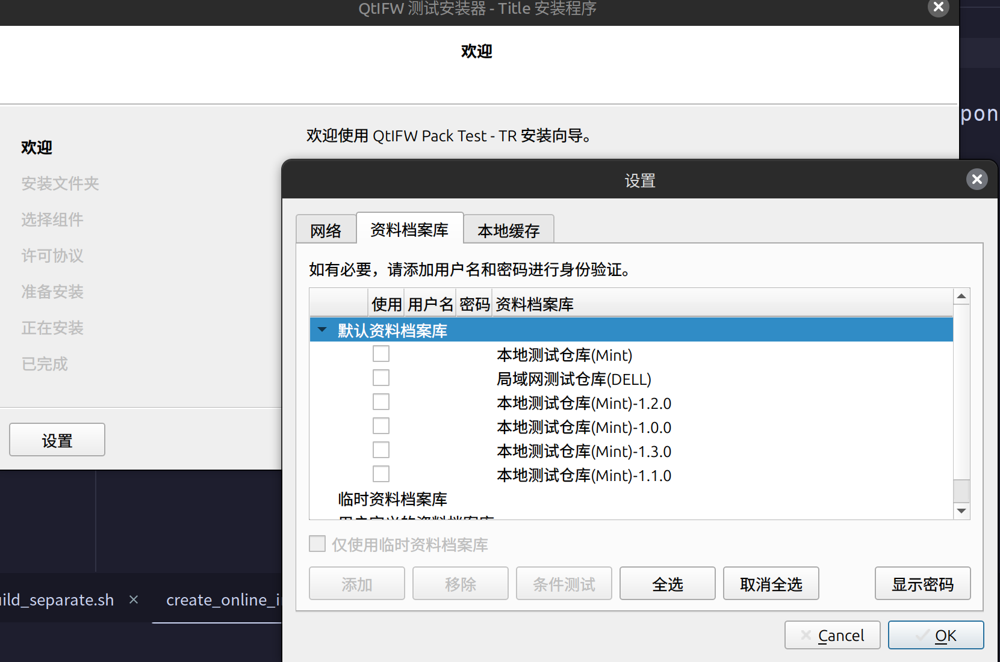 QtIFW 测试安装器 - Title 安装程序
欢迎
欢迎使用 QtIFW Pack Test - TR 安装向导。
欢迎
安装文件夹
选择组件
许可协议
准备安装
正在安装
已完成
设置
设置
网络 资料档案库 本地缓存
如有必要，请添加用户名和密码进行身份验证。
使用 用户名 密码 资料档案库
默认资料档案库
本地测试仓库(Mint)
局域网测试仓库(DELL)
本地测试仓库(Mint)-1.2.0
本地测试仓库(Mint)-1.0.0
本地测试仓库(Mint)-1.3.0
本地测试仓库(Mint)-1.1.0
临时资料档案库
用户定义的资料档案库
仅使用临时资料档案库
添加 移除 条件测试 全选 取消全选 显示密码
Cancel OK
pon
ild_separate.sh create_online_i